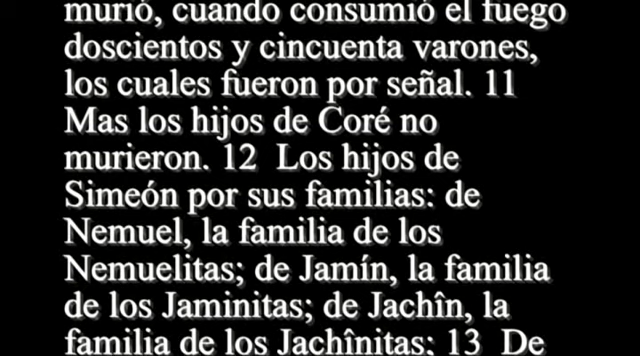 murió, cuando consumió el fuego
doscientos y cincuenta varones,
los cuales fueron por señal. 11
Mas los hijos de Coré no
murieron. 12 Los hijos de
Simeón por sus familias: de
Nemuel, la familia de los
Nemuelitas; de Jamín, la familia
de los Jaminitas; de Jachîn, la
familia de los Jachînitas; 13 De